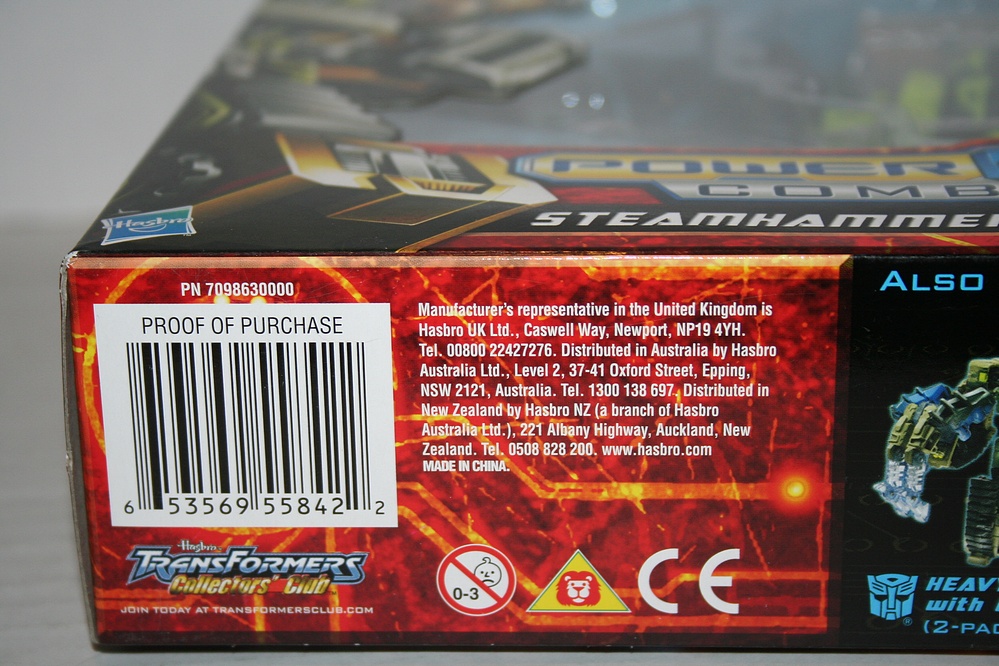 Hasbro
POWER
COMB
STEAMHAMMER
PN 7098630000
PROOF OF PURCHASE
6 53569 55842 2
Manufacturer's representative in the United Kingdom is
Hasbro UK Ltd., Caswell Way, Newport, NP19 4YH.
Tel. 00800 22427276. Distributed in Australia by Hasbro
Australia Ltd., Level 2, 37-41 Oxford Street, Epping,
NSW 2121, Australia. Tel. 1300 138 697. Distributed in
New Zealand by Hasbro NZ (a branch of Hasbro
Australia Ltd.), 221 Albany Highway, Auckland, New
Zealand. Tel. 0508 828 200. www.hasbro.com
MADE IN CHINA.
Hasbro
TRANSFORMERS
Collectors' Club
JOIN TODAY AT TRANSFORMERSCLUB.COM
0-3
CE
ALSO
HEAV
with
(2-PAC